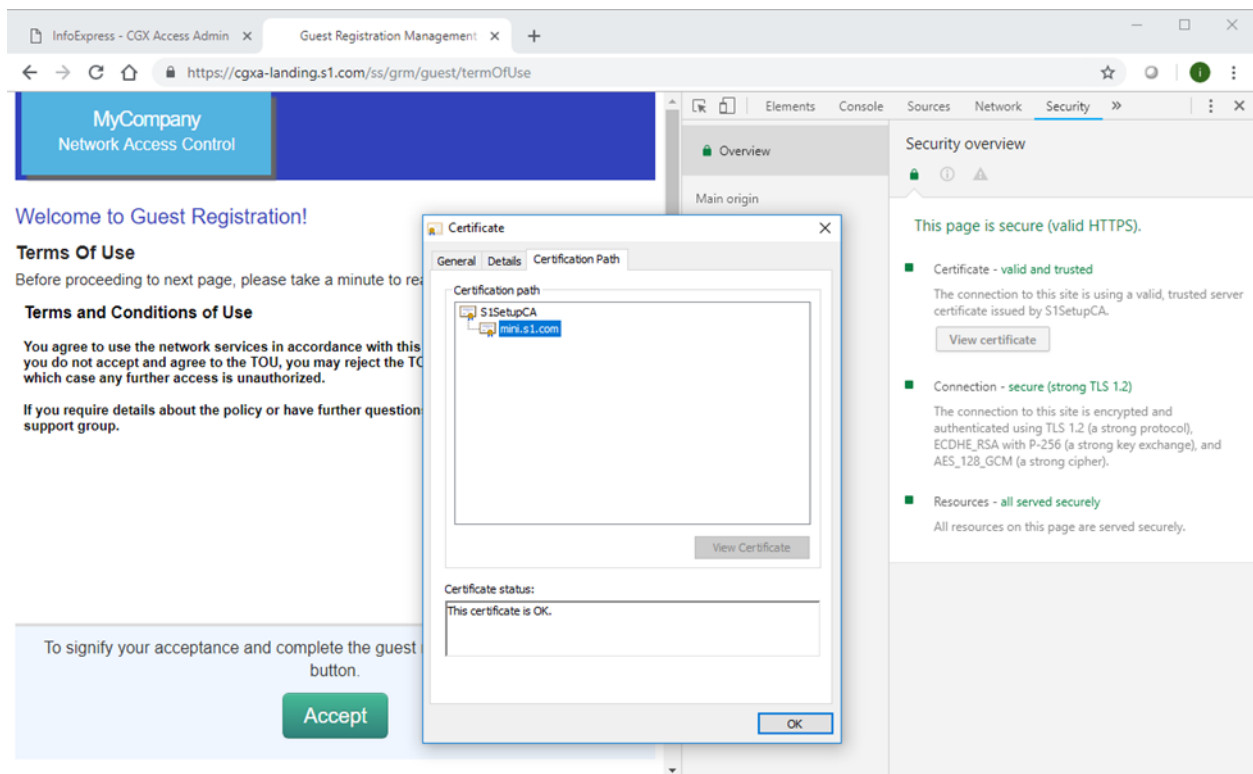 InfoExpress - CGX Access Admin
Guest Registration Management
https://cgxa-landing.s1.com/ss/grm/guest/termOfUse
MyCompany
Network Access Control
Welcome to Guest Registration!
Terms Of Use
Before proceeding to next page, please take a minute to rea
Terms and Conditions of Use
You agree to use the network services in accordance with this
you do not accept and agree to the TOU, you may reject the TO
which case any further access is unauthorized.
If you require details about the policy or have further question
support group.
To signify your acceptance and complete the guest
button.
Accept
Certificate
General Details Certification Path
Certification path
S1SetupCA
mini.s1.com
View Certificate
Certificate status:
This certificate is OK.
OK
Elements Console Sources Network Security »
Overview
Main origin
Security overview
This page is secure (valid HTTPS).
Certificate - valid and trusted
The connection to this site is using a valid, trusted server
certificate issued by S1SetupCA.
View certificate
Connection - secure (strong TLS 1.2)
The connection to this site is encrypted and
authenticated using TLS 1.2 (a strong protocol),
ECDHE_RSA with P-256 (a strong key exchange), and
AES_128_GCM (a strong cipher).
Resources - all served securely
All resources on this page are served securely.
i